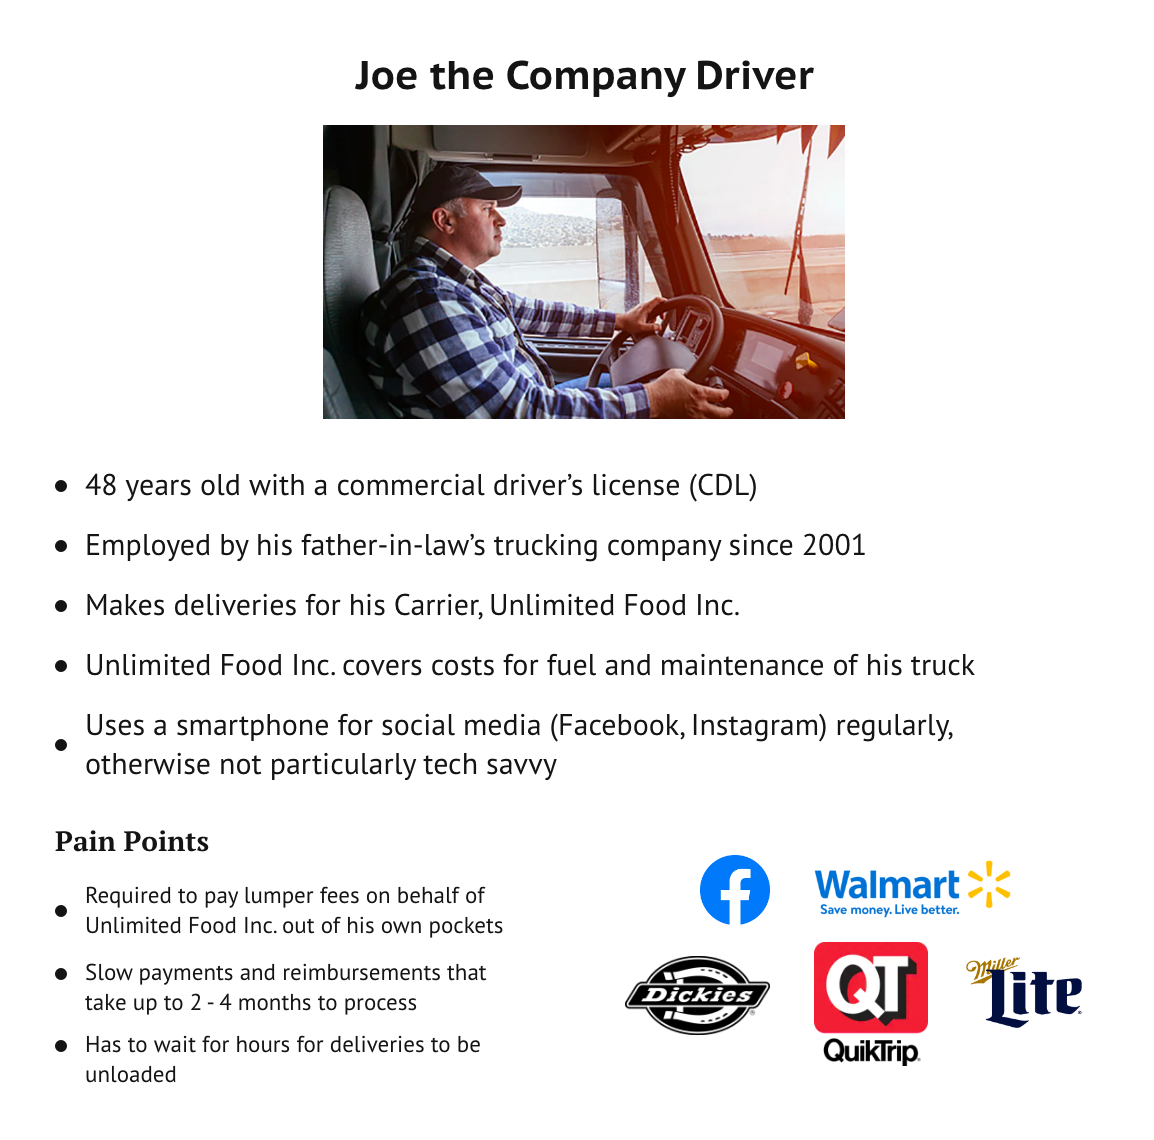 Joe the Company Driver
48 years old with a commercial driver’s license (CDL)
Employed by his father-in-law’s trucking company since 2001
Makes deliveries for his Carrier, Unlimited Food Inc.
Unlimited Food Inc. covers costs for fuel and maintenance of his truck
Uses a smartphone for social media (Facebook, Instagram) regularly,
otherwise not particularly tech savvy
Pain Points
Required to pay lumper fees on behalf of
Unlimited Food Inc. out of his own pockets
Slow payments and reimbursements that
take up to 2 - 4 months to process
Has to wait for hours for deliveries to be
unloaded
f
Walmart
Save money. Live better.
Dickies®
QT
QuikTrip
Miller
Lite